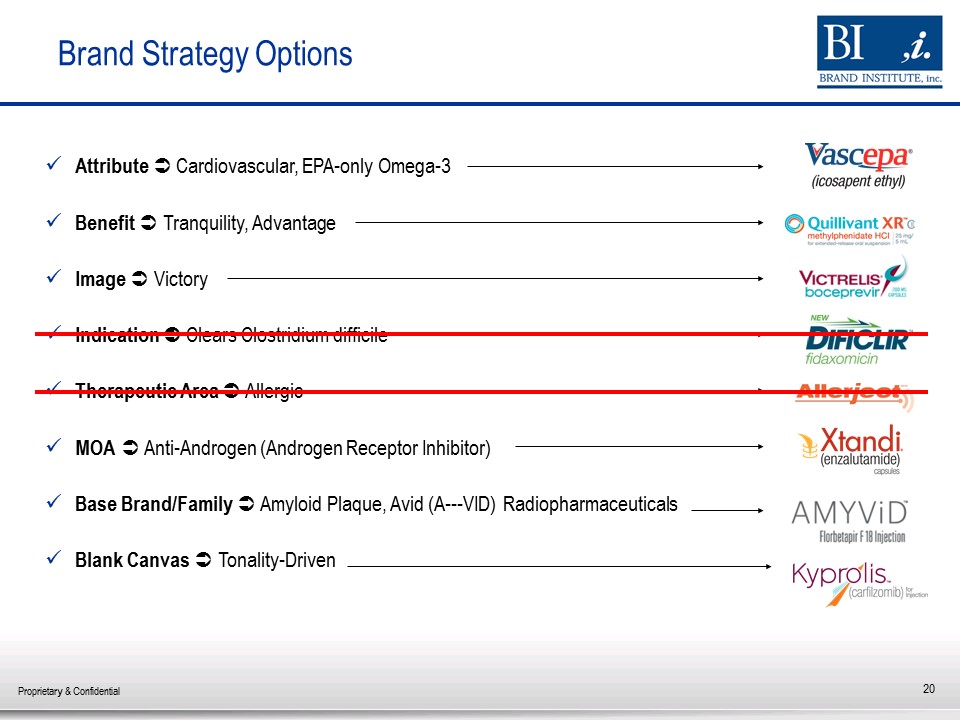 Brand Strategy Options
BI ,i.
BRAND INSTITUTE, inc.
Attribute Cardiovascular, EPA-only Omega-3
Vascepa®
(icosapent ethyl)
Benefit Tranquility, Advantage
Quillivant XR™ C
methylphenidate HCl 25 mg/ 5 mL
for extended-release oral suspension
Image Victory
VICTRELIS®
boceprevir 200 MG CAPSULES
Indication Clears Clostridium difficile
NEW
DIFICLIR™
fidaxomicin
Therapeutic Area Allergic
Allerject™
MOA Anti-Androgen (Androgen Receptor Inhibitor)
Xtandi®
(enzalutamide)
capsules
Base Brand/Family Amyloid Plaque, Avid (A---VID) Radiopharmaceuticals
AMYViD™
Florbetapir F 18 Injection
Blank Canvas Tonality-Driven
Kyprolis™
(carfilzomib) for injection
Proprietary & Confidential
20